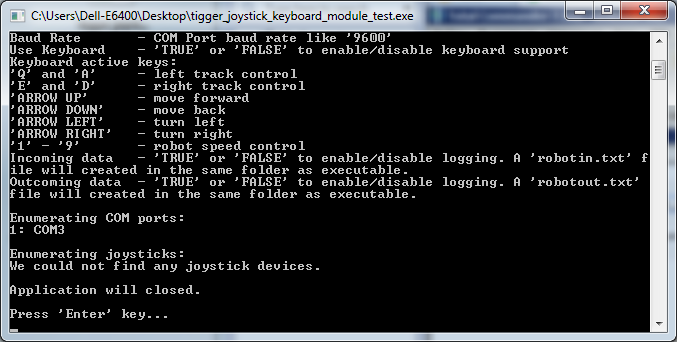 C:\Users\Dell-E6400\Desktop\tigger_joystick_keyboard_module_test.exe
Baud Rate      - COM Port baud rate like '9600'
Use Keyboard   - 'TRUE' or 'FALSE' to enable/disable keyboard support
Keyboard active keys:
'Q' and 'A'    - left track control
'E' and 'D'    - right track control
'ARROW UP'     - move forward
'ARROW DOWN'   - move back
'ARROW LEFT'   - turn left
'ARROW RIGHT'  - turn right
'1' - '9'      - robot speed control
Incoming data  - 'TRUE' or 'FALSE' to enable/disable logging. A 'robotin.txt' f
ile will created in the same folder as executable.
Outcoming data - 'TRUE' or 'FALSE' to enable/disable logging. A 'robotout.txt'
file will created in the same folder as executable.
Enumerating COM ports:
1: COM3
Enumerating joysticks:
We could not find any joystick devices.
Application will closed.
Press 'Enter' key...